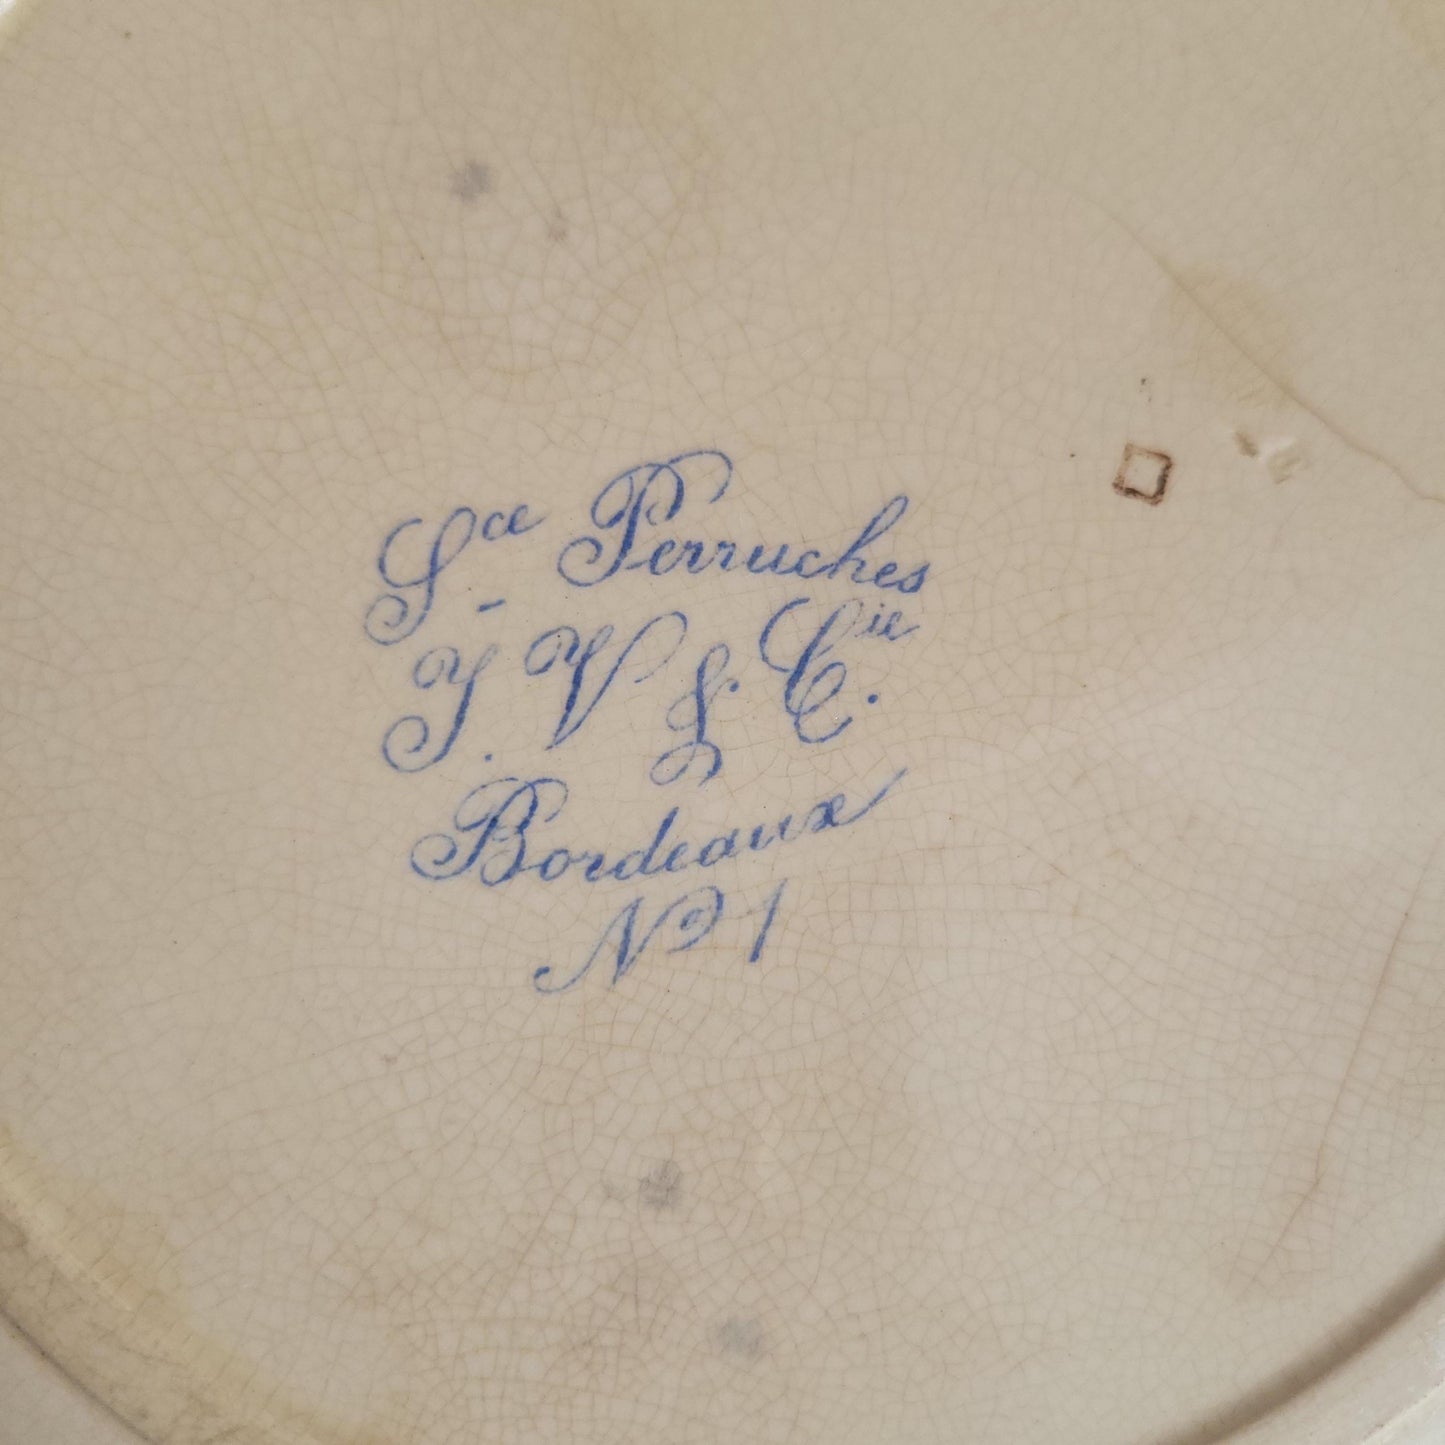 Sce Perruches
J. V & Cie.
Bordeaux
No 1